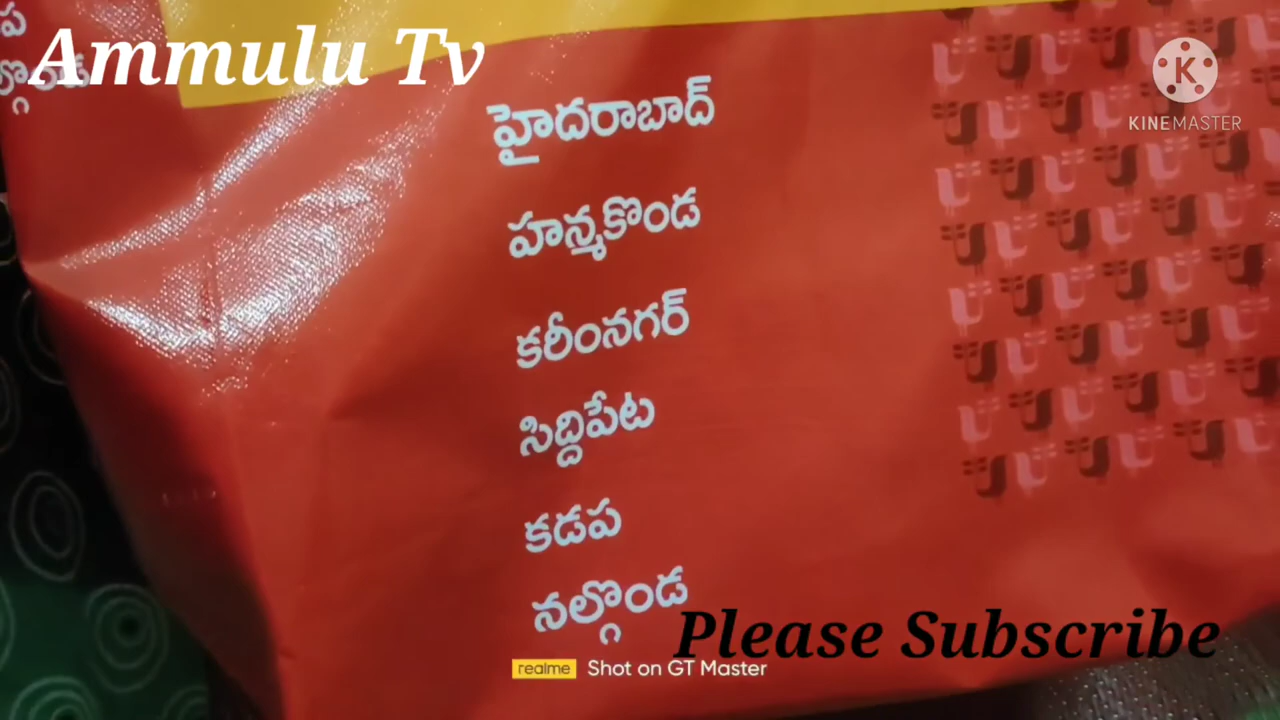 Ammulu Tv
KINEMASTER
హైదరాబాద్
హన్మకొండ
కరీంనగర్
సిద్దిపేట
కడప
నల్గొండ
Please Subscribe
realme Shot on GT Master